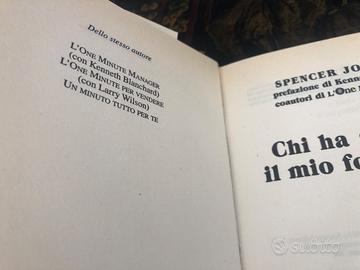 Dello stesso autore
L'ONE MINUTE MANAGER
(con Kenneth Blanchard)
L'ONE MINUTE PER VENDERE
(con Larry Wilson)
UN MINUTO TUTTO PER TE
SPENCER JO
prefazione di Kenn
coautori di L'ONE
Chi ha
il mio fo
subito